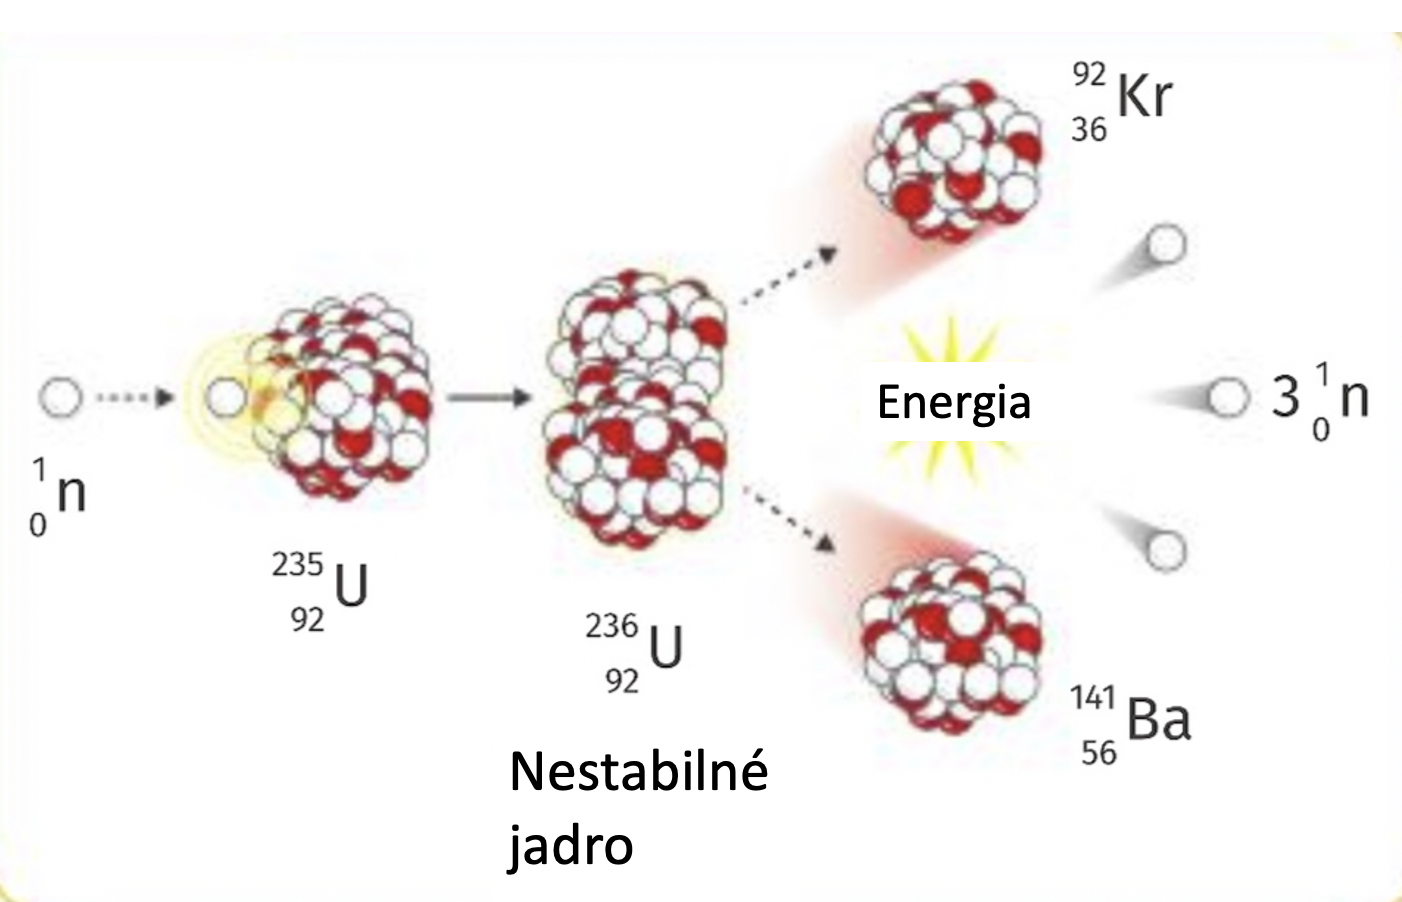 92
36 Kr
Energia
3 1
0 n
1
0 n
235
92 U
236
92 U
141
56 Ba
Nestabilné
jadro